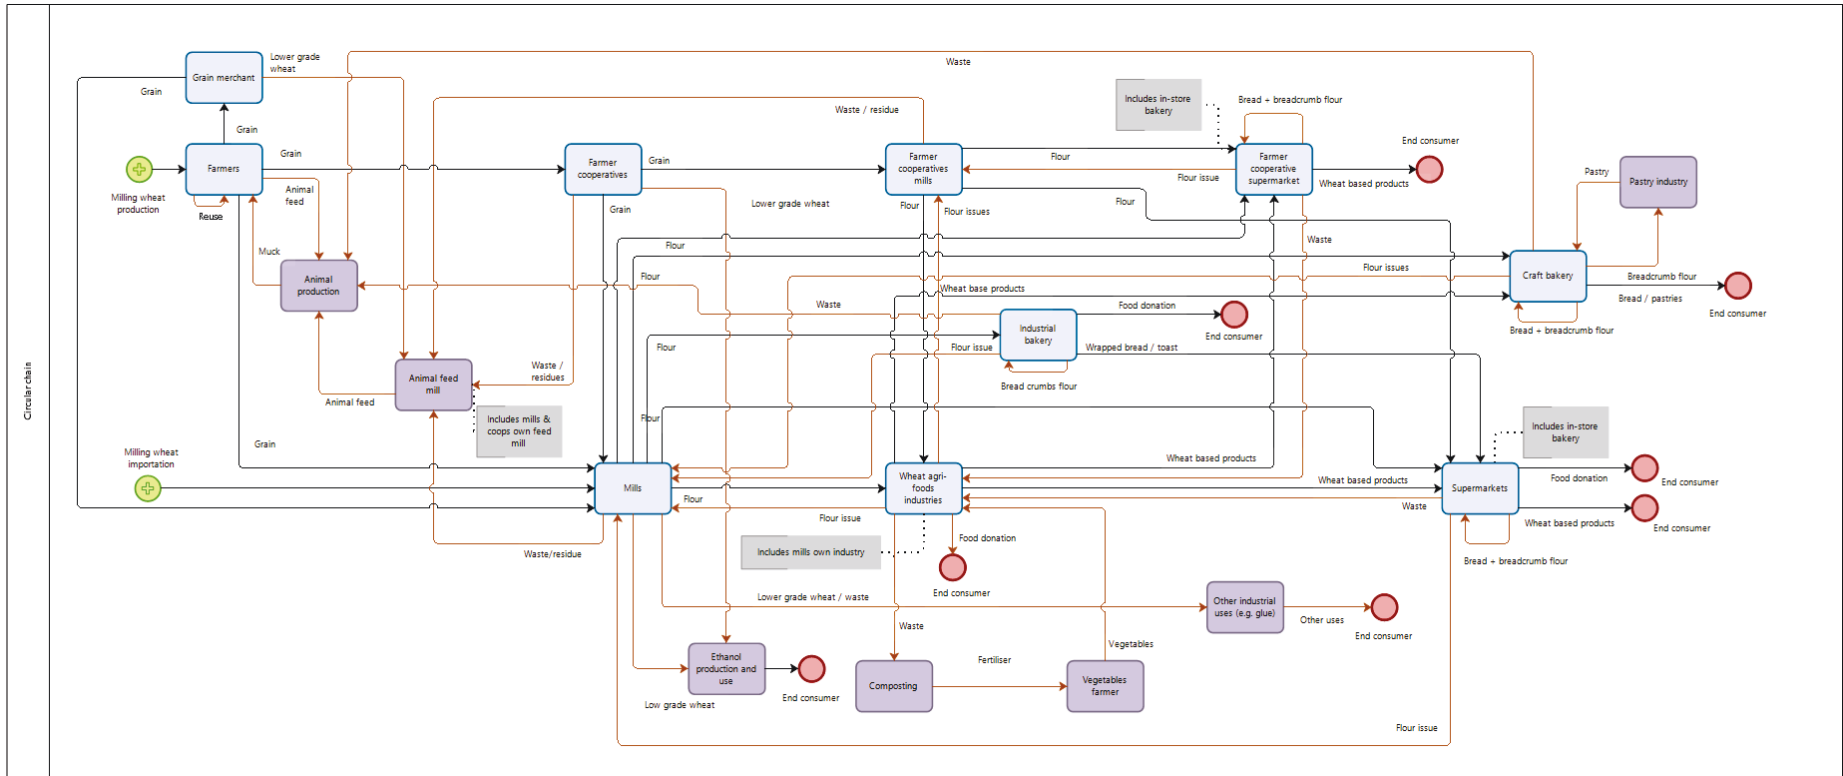 Circular chain
Lower grade
wheat
Waste
Grain merchant
Grain
Includes in-store
bakery
Bread + breadcrumb flour
Waste / residue
Grain
End consumer
Grain
Farmers
Farmer
cooperatives
Grain
Farmer
cooperatives
mills
Flour
Farmer
cooperative
supermarket
Flour issue
Wheat based products
Pastry
Pastry industry
Milling wheat
production
Animal
feed
Reuse
Lower grade wheat
Grain
Flour
Flour issues
Flour
Waste
Muck
Flour
Animal
production
Flour
Flour issues
Craft bakery
Breadcrumb flour
Bread / pastries
End consumer
Wheat base products
Waste
Food donation
End consumer
Industrial
bakery
Bread + breadcrumb flour
Flour
Flour issue
Wrapped bread / toast
Bread crumbs flour
Waste /
residues
Animal feed
mill
Animal feed
Includes mills &
coops own feed
mill
Flour
Includes in-store
bakery
Grain
Milling wheat
importation
Wheat based products
Mills
Wheat agri-
foods
industries
Wheat based products
Supermarkets
Food donation
End consumer
Flour
Waste
Flour issue
Wheat based products
End consumer
Waste/residue
Includes mills own industry
Food donation
End consumer
Bread + breadcrumb flour
Lower grade wheat / waste
Other industrial
uses (e.g. glue)
Other uses
End consumer
Waste
Vegetables
Ethanol
production and
use
End consumer
Low grade wheat
Composting
Fertiliser
Vegetables
farmer
Flour issue